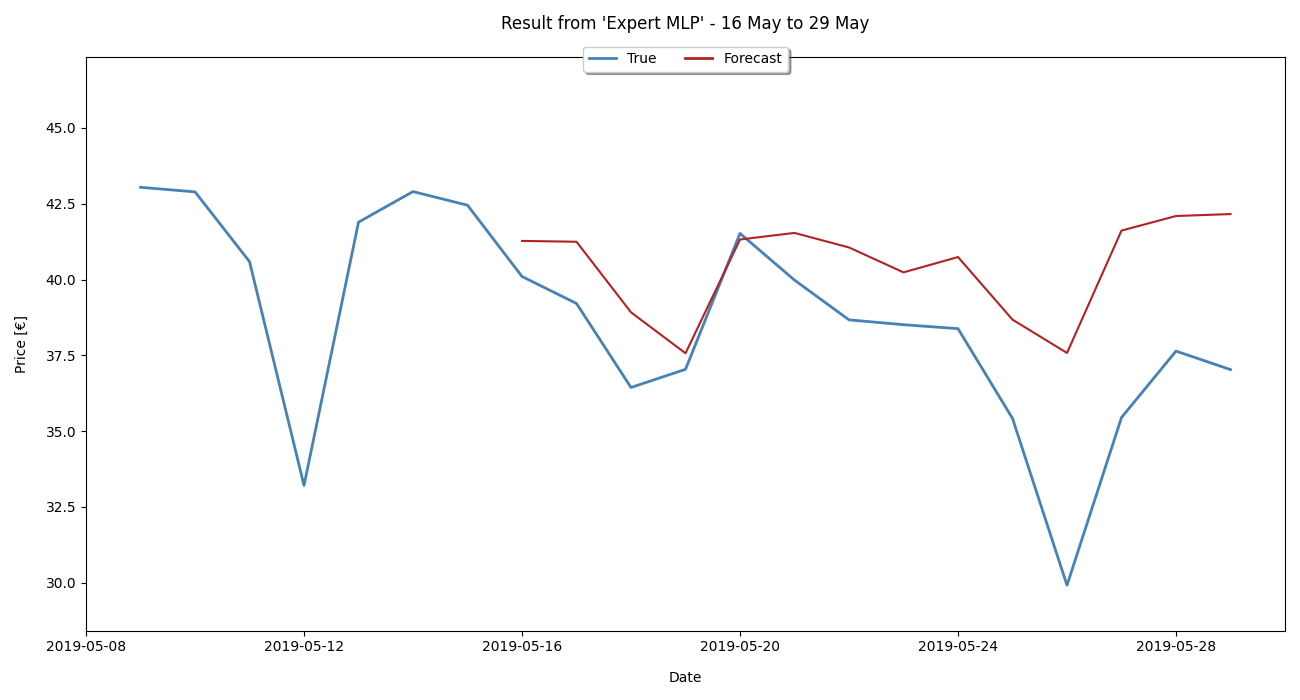 Result from 'Expert MLP' - 16 May to 29 May
True Forecast
45.0
42.5
40.0
37.5
35.0
32.5
30.0
Price [€]
2019-05-08 2019-05-12 2019-05-16 2019-05-20 2019-05-24 2019-05-28
Date